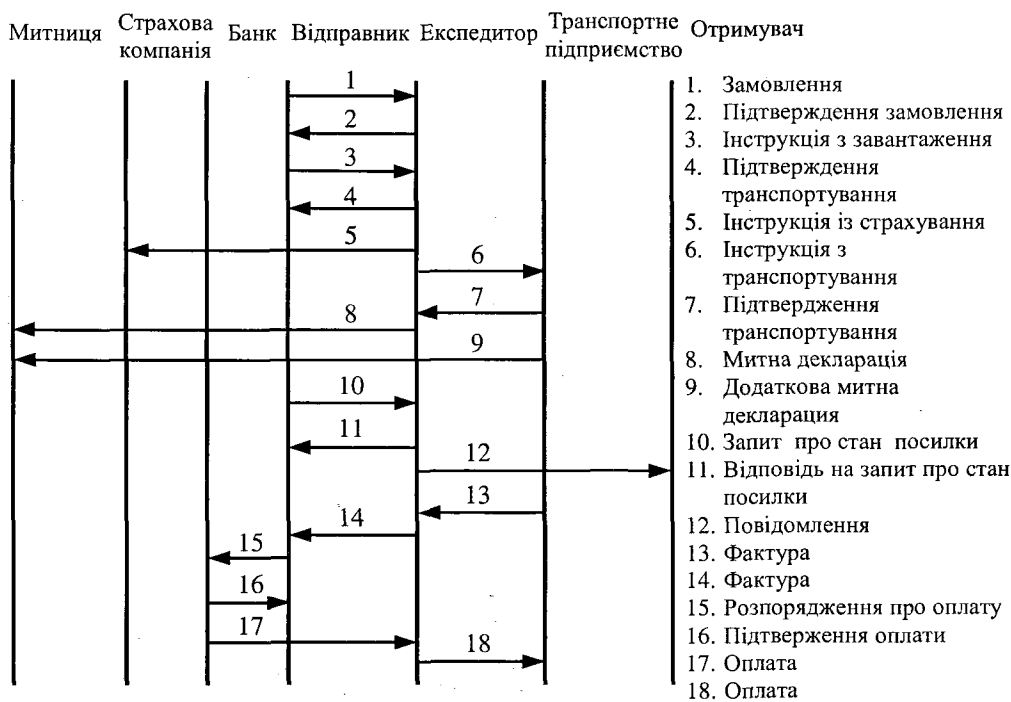 Митниця
Страхова
компанія
Банк
Відправник
Експедитор
Транспортне
підприємство
Отримувач
1
2
3
4
5
6
7
8
9
10
11
12
13
14
15
16
17
18
1. Замовлення
2. Підтвердження замовлення
3. Інструкція з завантаження
4. Підтверждення
транспортування
5. Інструкція із страхування
6. Інструкція з
транспортування
7. Підтвердження
транспортування
8. Митна декларація
9. Додаткова митна
декларация
10. Запит про стан посилки
11. Відповідь на запит про стан
посилки
12. Повідомлення
13. Фактура
14. Фактура
15. Розпорядження про оплату
16. Підтверження оплати
17. Оплата
18. Оплата